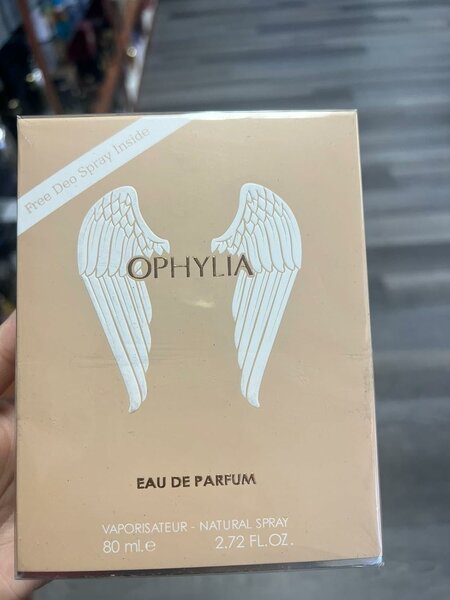 Free Deo Spray Inside
OPHYLIA
EAU DE PARFUM
VAPORISATEUR - NATURAL SPRAY
80 ml.e 2.72 FL.OZ.